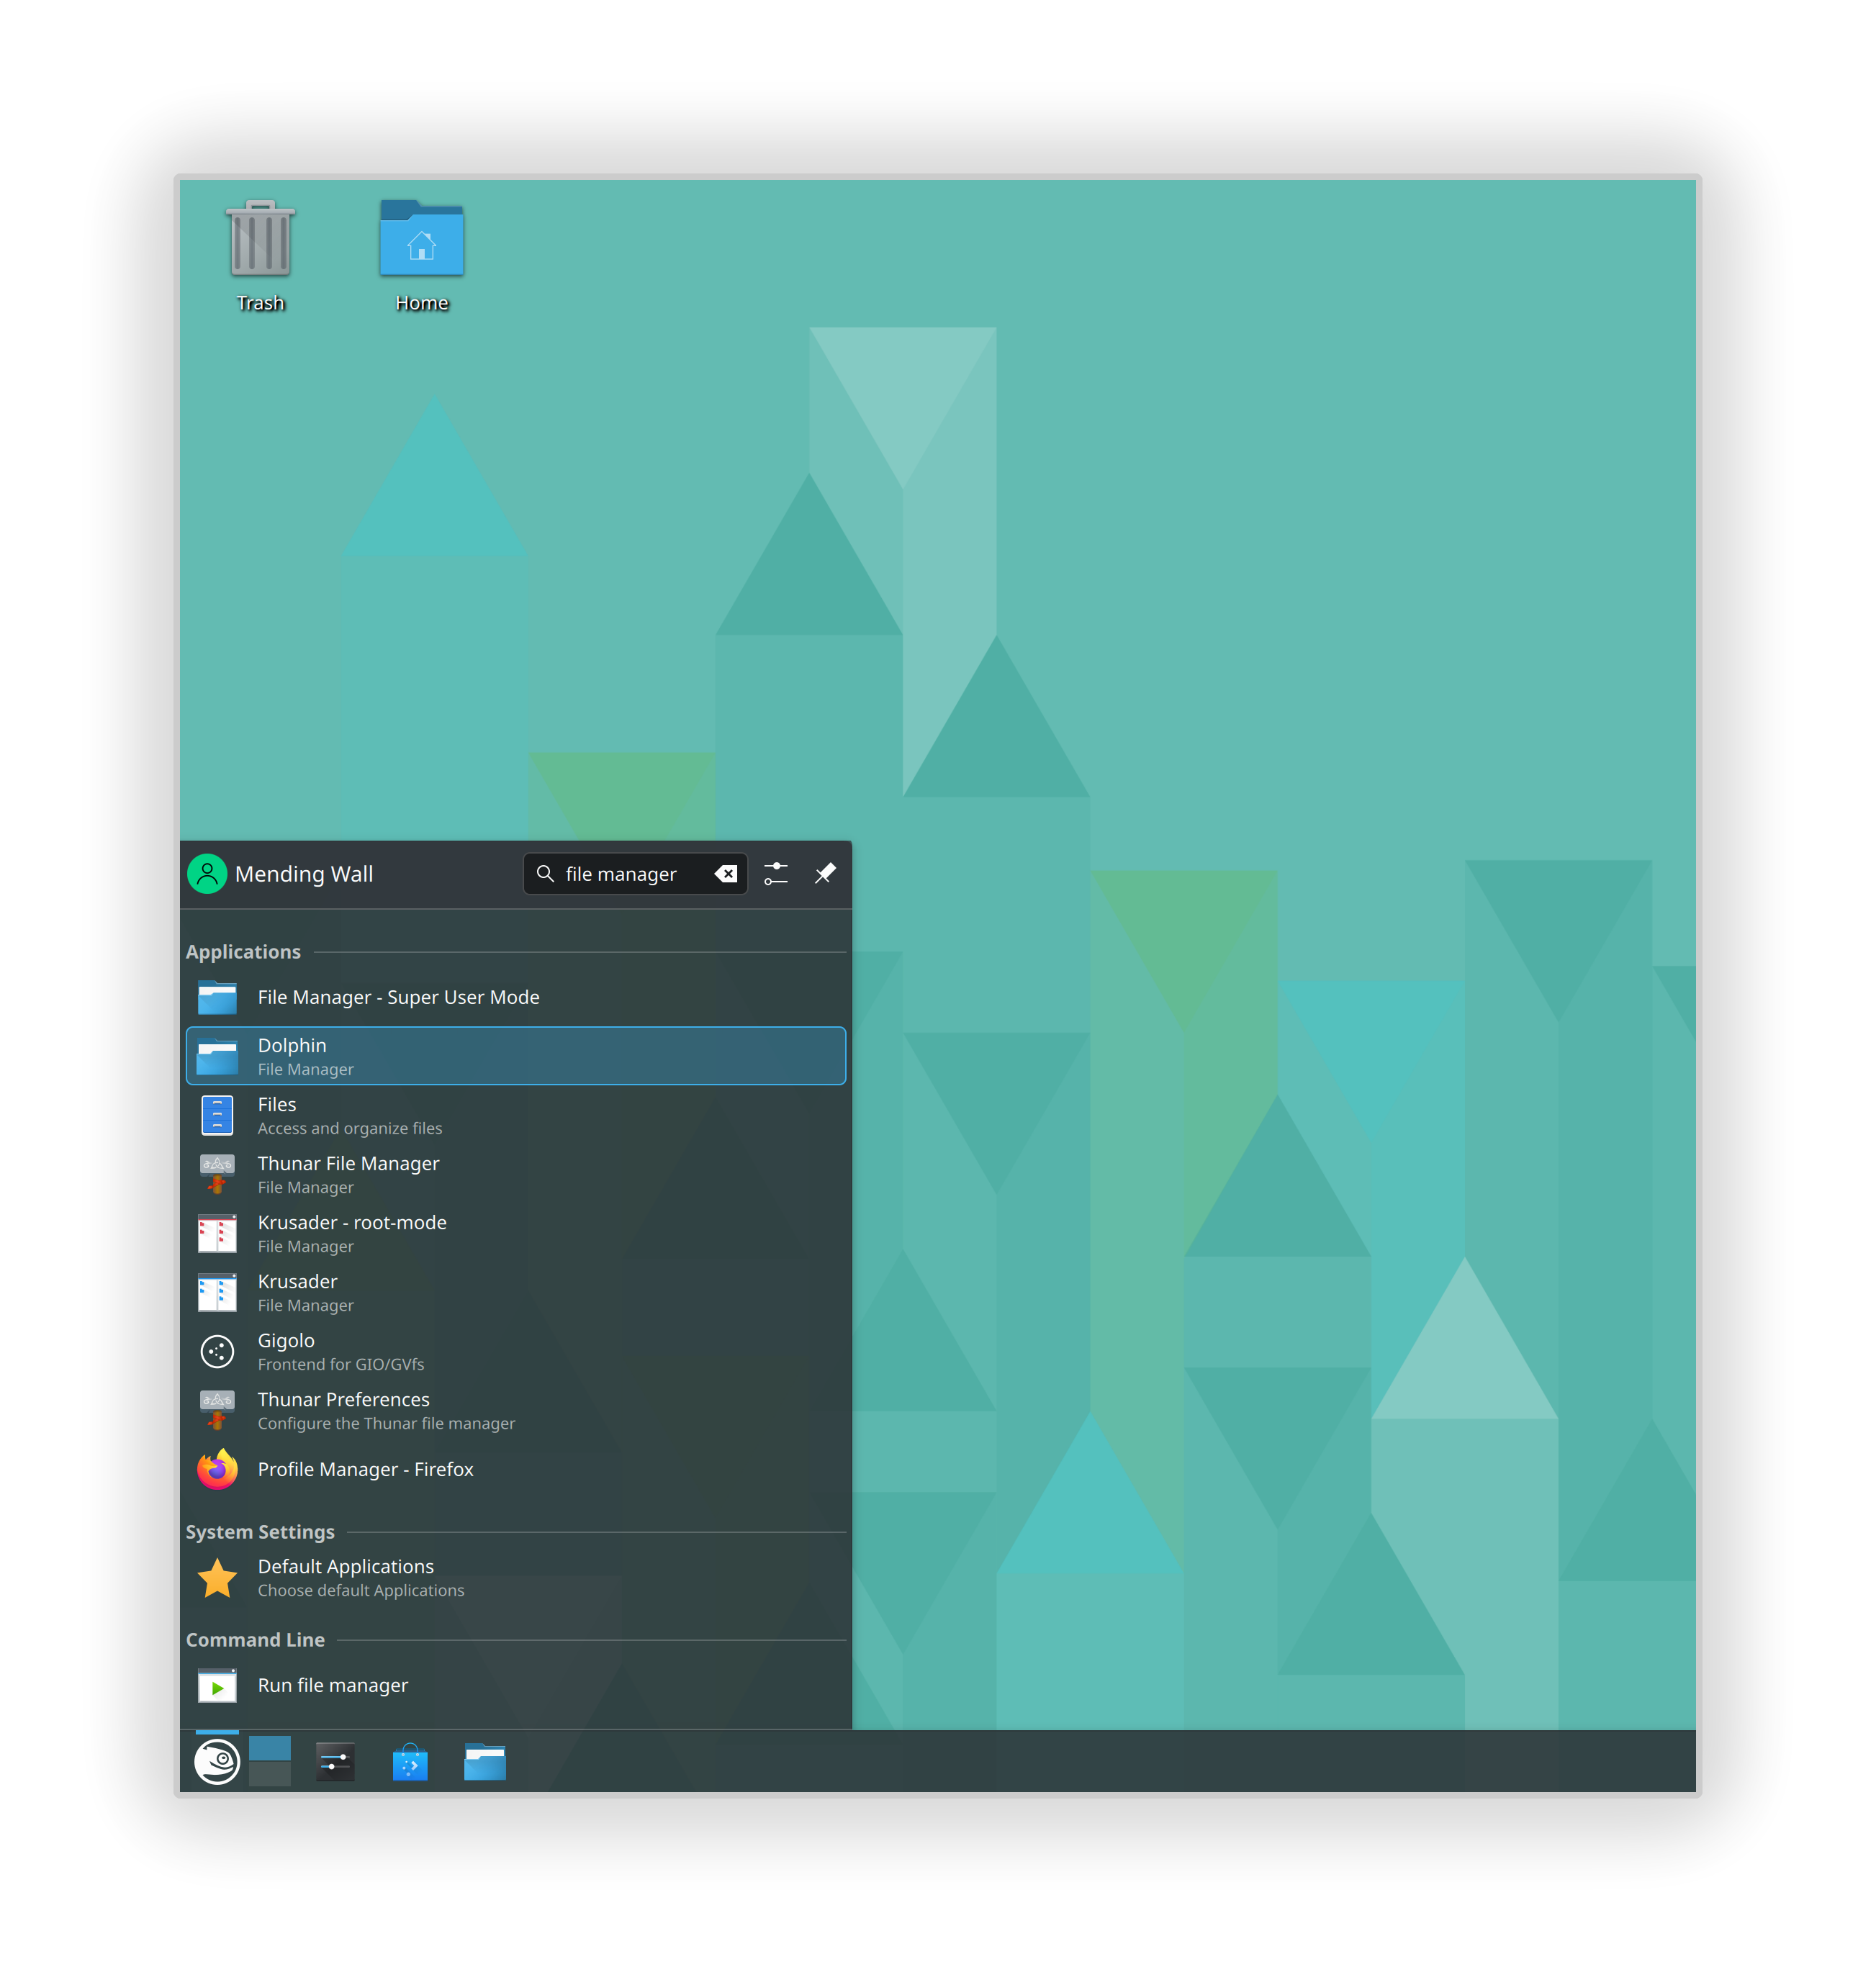 Trash
Home
Mending Wall
file manager
Applications
File Manager - Super User Mode
Dolphin
File Manager
Files
Access and organize files
Thunar File Manager
File Manager
Krusader - root-mode
File Manager
Krusader
File Manager
Gigolo
Frontend for GIO/GVfs
Thunar Preferences
Configure the Thunar file manager
Profile Manager - Firefox
System Settings
Default Applications
Choose default Applications
Command Line
Run file manager